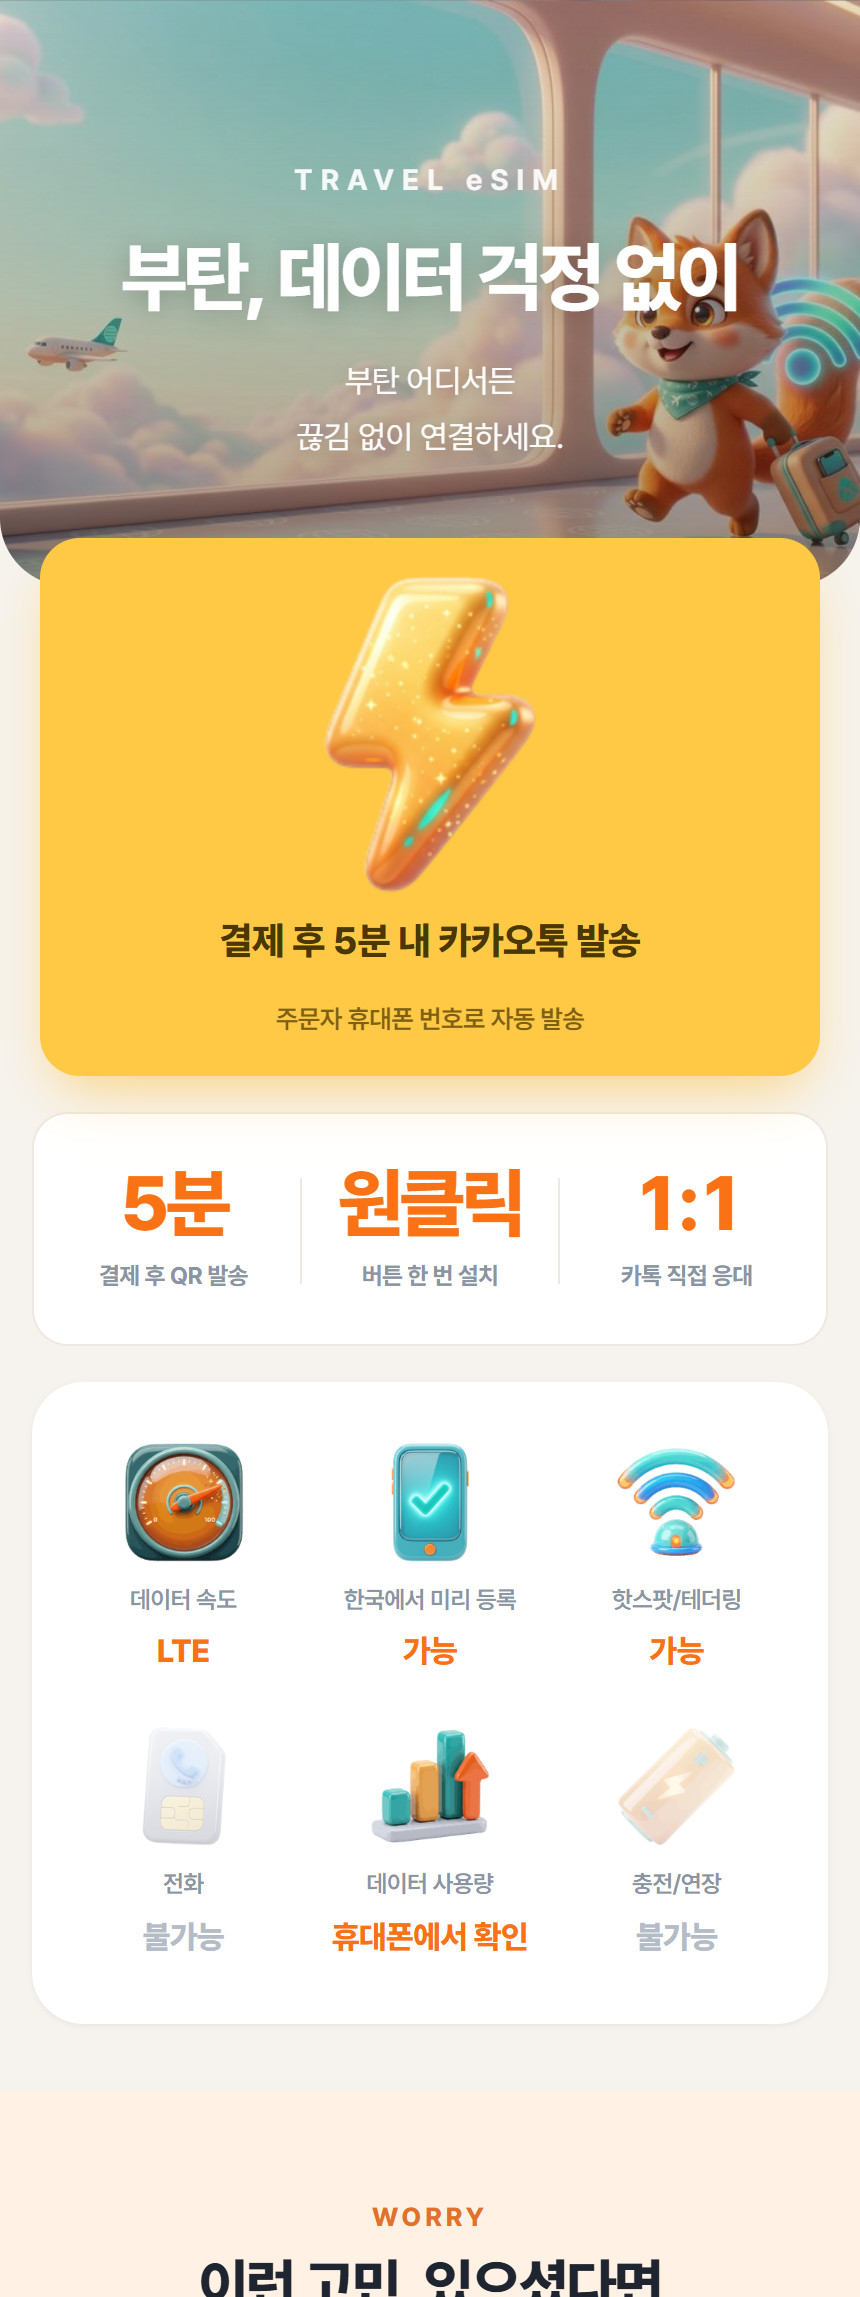 TRAVEL eSIM
부탄, 데이터 걱정 없이
부탄 어디서든
끊김 없이 연결하세요.
결제 후 5분 내 카카오톡 발송
주문자 휴대폰 번호로 자동 발송
5분
결제 후 QR 발송
원클릭
버튼 한 번 설치
1:1
카톡 직접 응대
데이터 속도
LTE
한국에서 미리 등록
가능
핫스팟/테더링
가능
전화
불가능
데이터 사용량
휴대폰에서 확인
충전/연장
불가능
WORRY
이런 고민, 있으셨다면